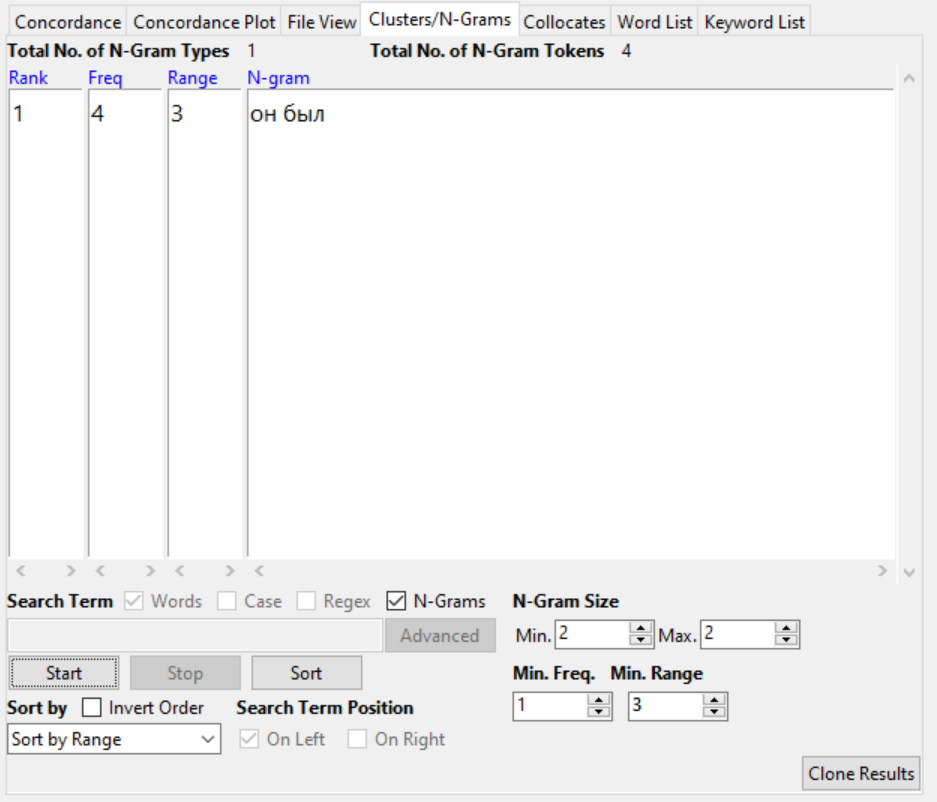 Concordance Concordance Plot File View Clusters/N-Grams Collocates Word List Keyword List
Total No. of N-Gram Types 1 Total No. of N-Gram Tokens 4
Rank Freq Range N-gram
1 4 3 он был
Search Term Words Case Regex N-Grams N-Gram Size
Advanced Min. 2 Max. 2
Start Stop Sort Min. Freq. Min. Range
Sort by Invert Order Search Term Position 1 3
Sort by Range On Left On Right
Clone Results